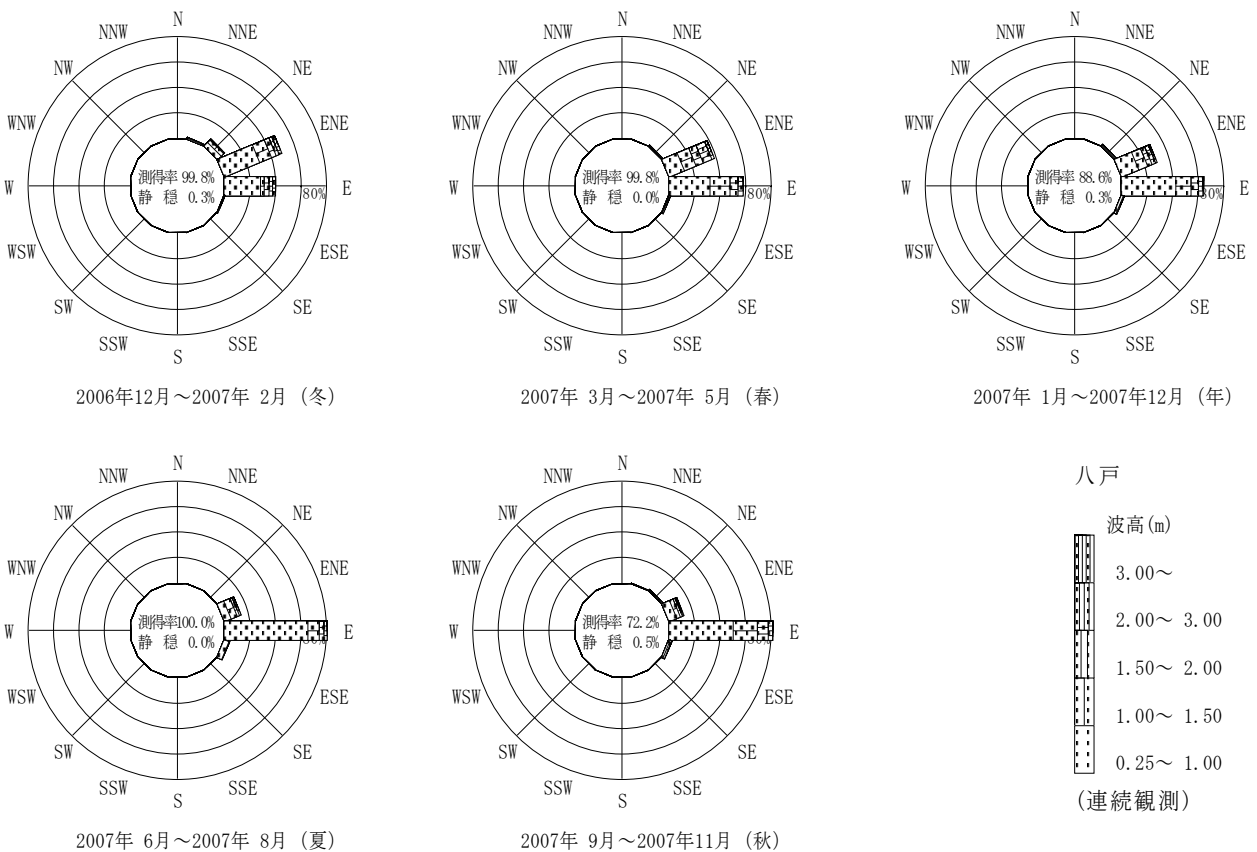 N
NNW NNE
NW NE
WNW ENE
測得率 99.8%
W 80% E
静 穏 0.3%
WSW ESE
SW SE
SSW SSE
S
2006年12月～2007年 2月 (冬)
N
NNW NNE
NW NE
WNW ENE
測得率 99.8%
W 80% E
静 穏 0.0%
WSW ESE
SW SE
SSW SSE
S
2007年 3月～2007年 5月 (春)
N
NNW NNE
NW NE
WNW ENE
測得率 88.6%
W 80% E
静 穏 0.3%
WSW ESE
SW SE
SSW SSE
S
2007年 1月～2007年12月 (年)
N
NNW NNE
NW NE
WNW ENE
測得率100.0%
W E
静 穏 0.0%
WSW ESE
SW SE
SSW SSE
S
2007年 6月～2007年 8月 (夏)
N
NNW NNE
NW NE
WNW ENE
測得率 72.2%
W E
静 穏 0.5%
WSW ESE
SW SE
SSW SSE
S
2007年 9月～2007年11月 (秋)
八戸
波高(m)
3.00～
2.00～ 3.00
1.50～ 2.00
1.00～ 1.50
0.25～ 1.00
(連続観測)